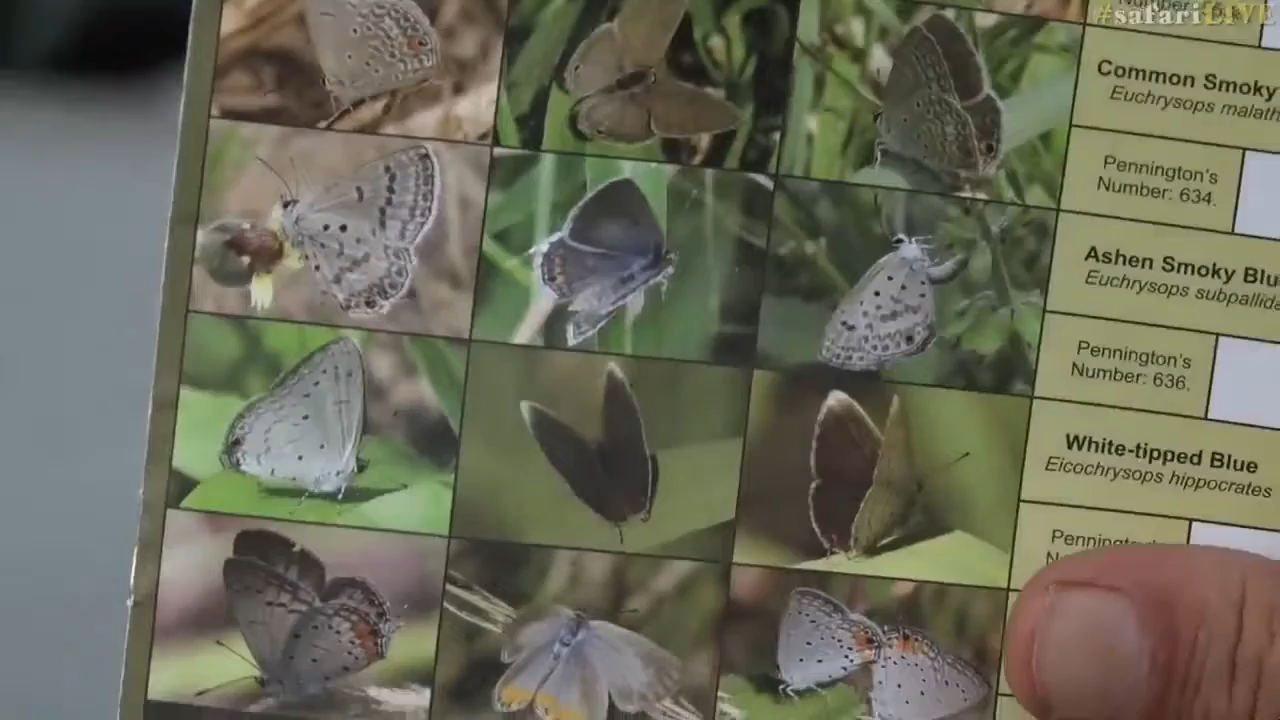 #safariLIVE
Common Smoky
Euchrysops malath
Pennington's
Number: 634.
Ashen Smoky Blu
Euchrysops subpallida
Pennington's
Number: 636.
White-tipped Blue
Eicochrysops hippocrates